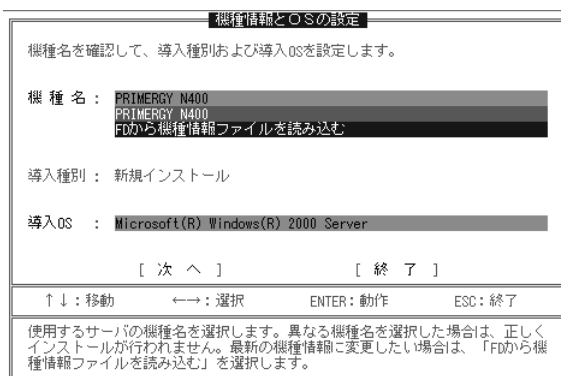 機種情報とOSの設定
機種名を確認して、導入種別および導入OSを設定します。
機 種 名 : PRIMERGY N400
PRIMERGY N400
FDから機種情報ファイルを読み込む
導入種別 : 新規インストール
導入OS : Microsoft(R) Windows(R) 2000 Server
[ 次 へ ] [ 終 了 ]
↑↓:移動 ←→:選択 ENTER:動作 ESC:終了
使用するサーバの機種名を選択します。異なる機種名を選択した場合は、正しく
インストールが行われません。最新の機種情報に変更したい場合は、「FDから機
種情報ファイルを読み込む」を選択します。